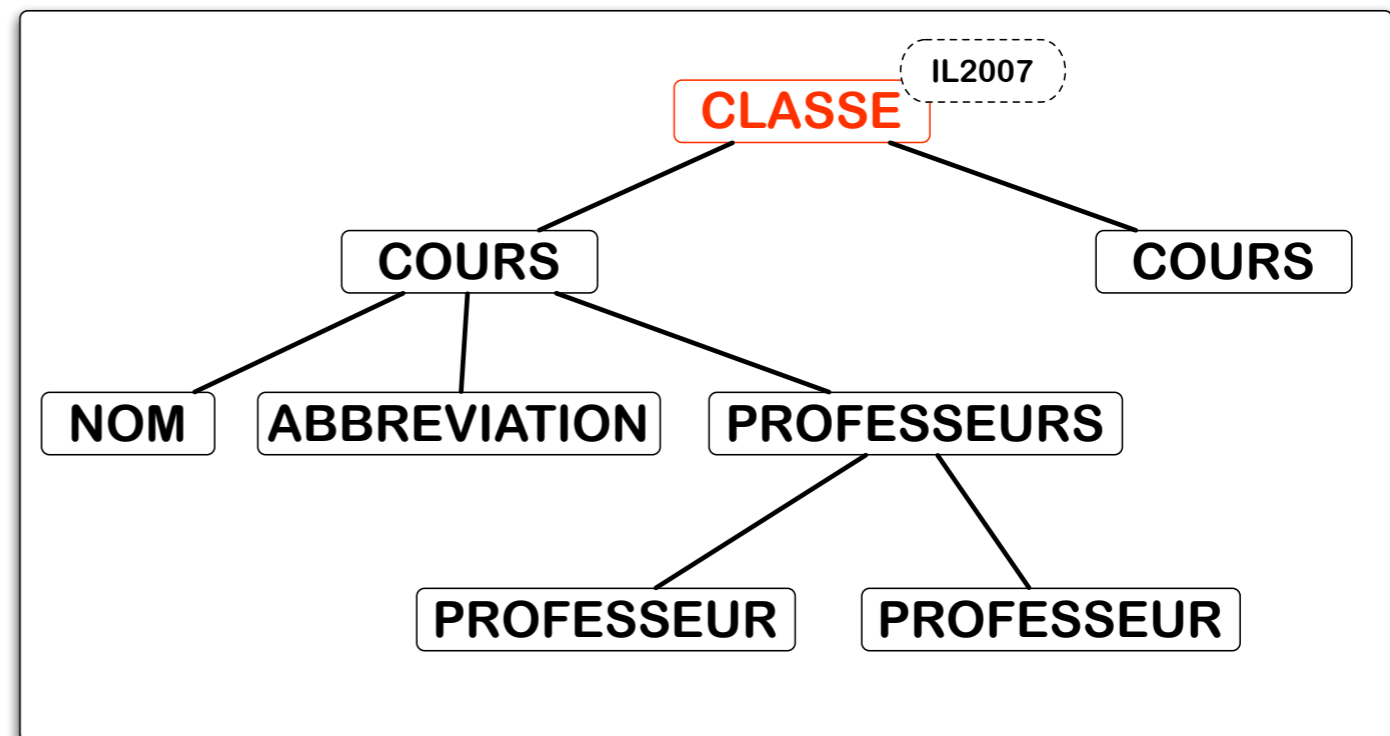 IL2007
CLASSE
COURS
COURS
NOM
ABBREVIATION
PROFESSEURS
PROFESSEUR
PROFESSEUR